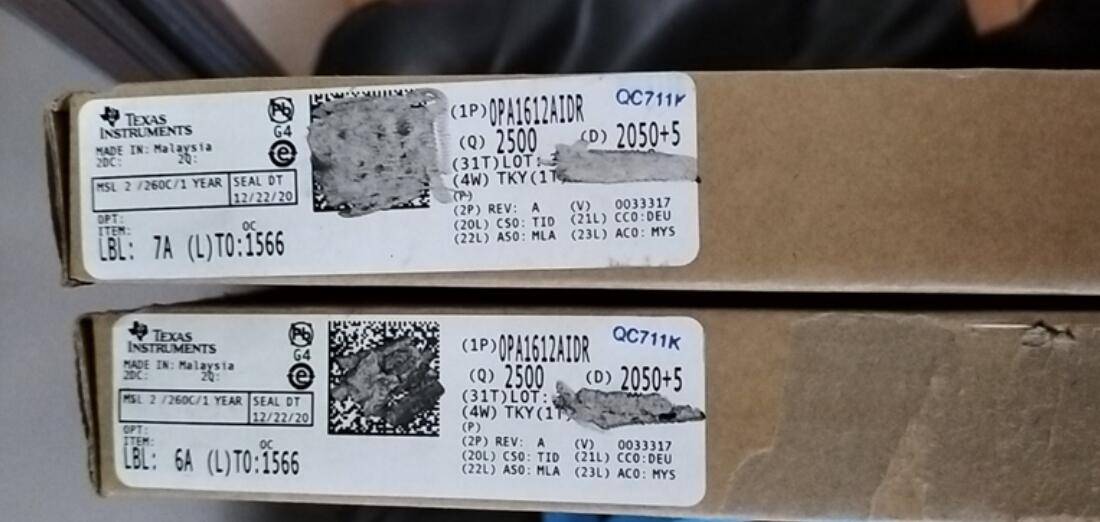 TEXAS
INSTRUMENTS
MADE IN: Malaysia
2DC: 2Q:
MSL 2 /260C/1 YEAR
SEAL DT
12/22/20
OPT:
ITEM:
LBL: 7A (L)TO:1566
OC
Pb
G4
e
(1P)OPA1612AIDR
QC711K
(Q) 2500 (D) 2050+5
(31T)LOT:
(4W) TKY(1T
(P)
(2P) REV: A (V) 0033317
(20L) CSO: TID (21L) CCO:DEU
(22L) ASO: MLA (23L) ACO: MYS
TEXAS
INSTRUMENTS
MADE IN: Malaysia
2DC: 2Q:
MSL 2 /260C/1 YEAR
SEAL DT
12/22/20
OPT:
ITEM:
LBL: 6A (L)TO:1566
OC
Pb
G4
e
(1P)OPA1612AIDR
QC711K
(Q) 2500 (D) 2050+5
(31T)LOT:
(4W) TKY(1T
(P)
(2P) REV: A (V) 0033317
(20L) CSO: TID (21L) CCO:DEU
(22L) ASO: MLA (23L) ACO: MYS